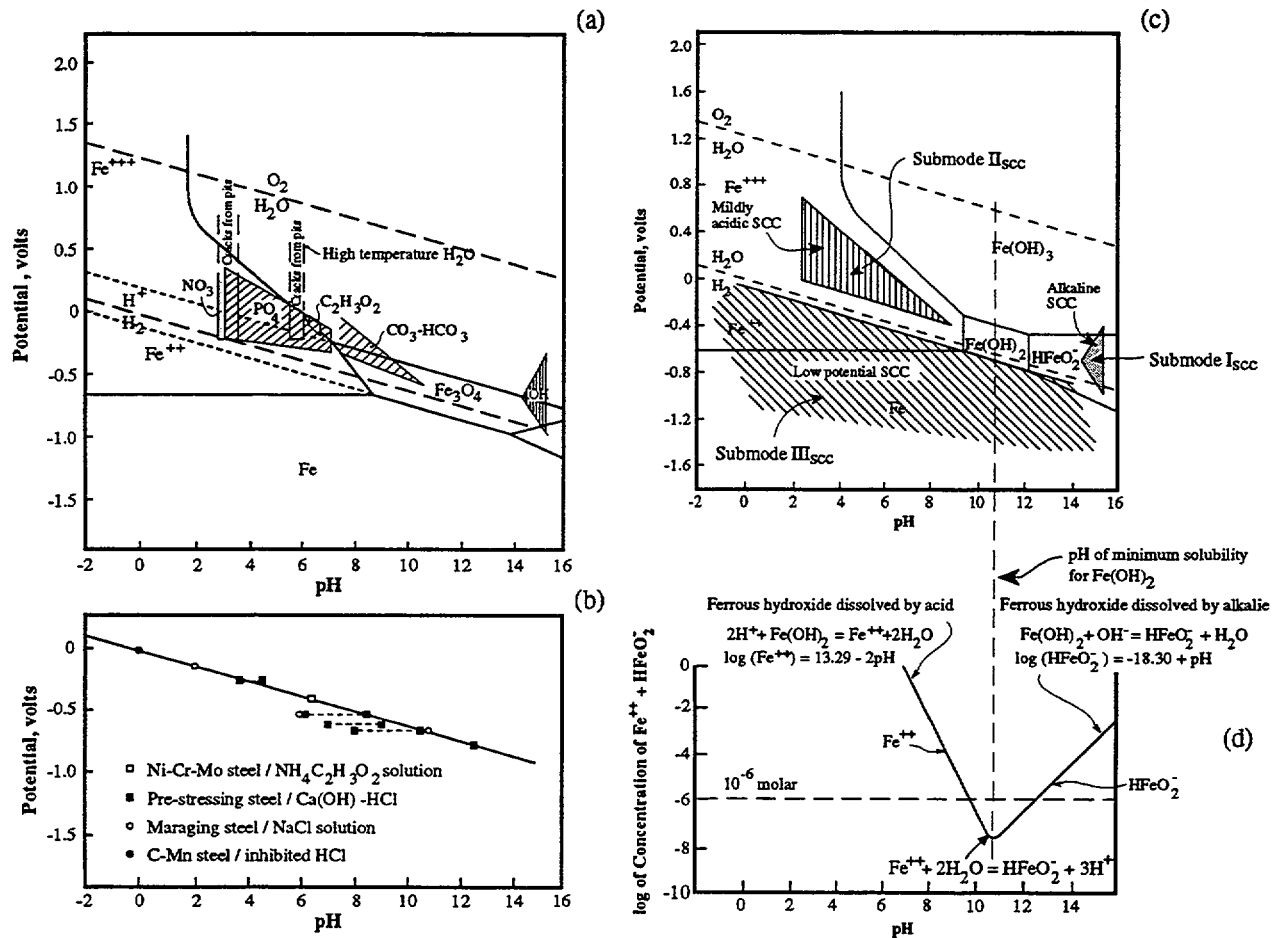 (a)
Potential, volts
2.0
1.5
1.0
0.5
0
-0.5
-1.0
-1.5
Fe+++
O2
H2O
Cracks from pits
Cracks from pits
High temperature H2O
NO3
PO4
C2H3O2
CO3-HCO3
H+
H2
Fe++
Fe3O4
OH
Fe
-2 0 2 4 6 8 10 12 14 16
pH
(b)
Potential, volts
0
-0.5
-1.0
-1.5
Ni-Cr-Mo steel / NH4C2H3O2 solution
Pre-stressing steel / Ca(OH) -HCl
Maraging steel / NaCl solution
C-Mn steel / inhibited HCl
-2 0 2 4 6 8 10 12 14 16
pH
(c)
Potential, volts
2.0
1.6
1.2
0.8
0.4
0
-0.4
-0.8
-1.2
-1.6
O2
H2O
Submode IISCC
Fe+++
Mildly
acidic SCC
Fe(OH)3
H2O
H2
Alkaline
SCC
Fe++
Fe(OH)2
HFeO2-
Submode ISCC
Low potential SCC
Fe
Submode IIISCC
-2 0 2 4 6 8 10 12 14 16
pH
pH of minimum solubility
for Fe(OH)2
Ferrous hydroxide dissolved by acid
2H+ + Fe(OH)2 = Fe++ +2H2O
log (Fe++) = 13.29 - 2pH
Ferrous hydroxide dissolved by alkalie
Fe(OH)2 + OH- = HFeO2- + H2O
log (HFeO2-) = -18.30 + pH
(d)
log of Concentration of Fe++ + HFeO2-
0
-2
-4
-6
-8
-10
Fe++
10-6 molar
HFeO2-
Fe++ + 2H2O = HFeO2- + 3H+
0 2 4 6 8 10 12 14
pH